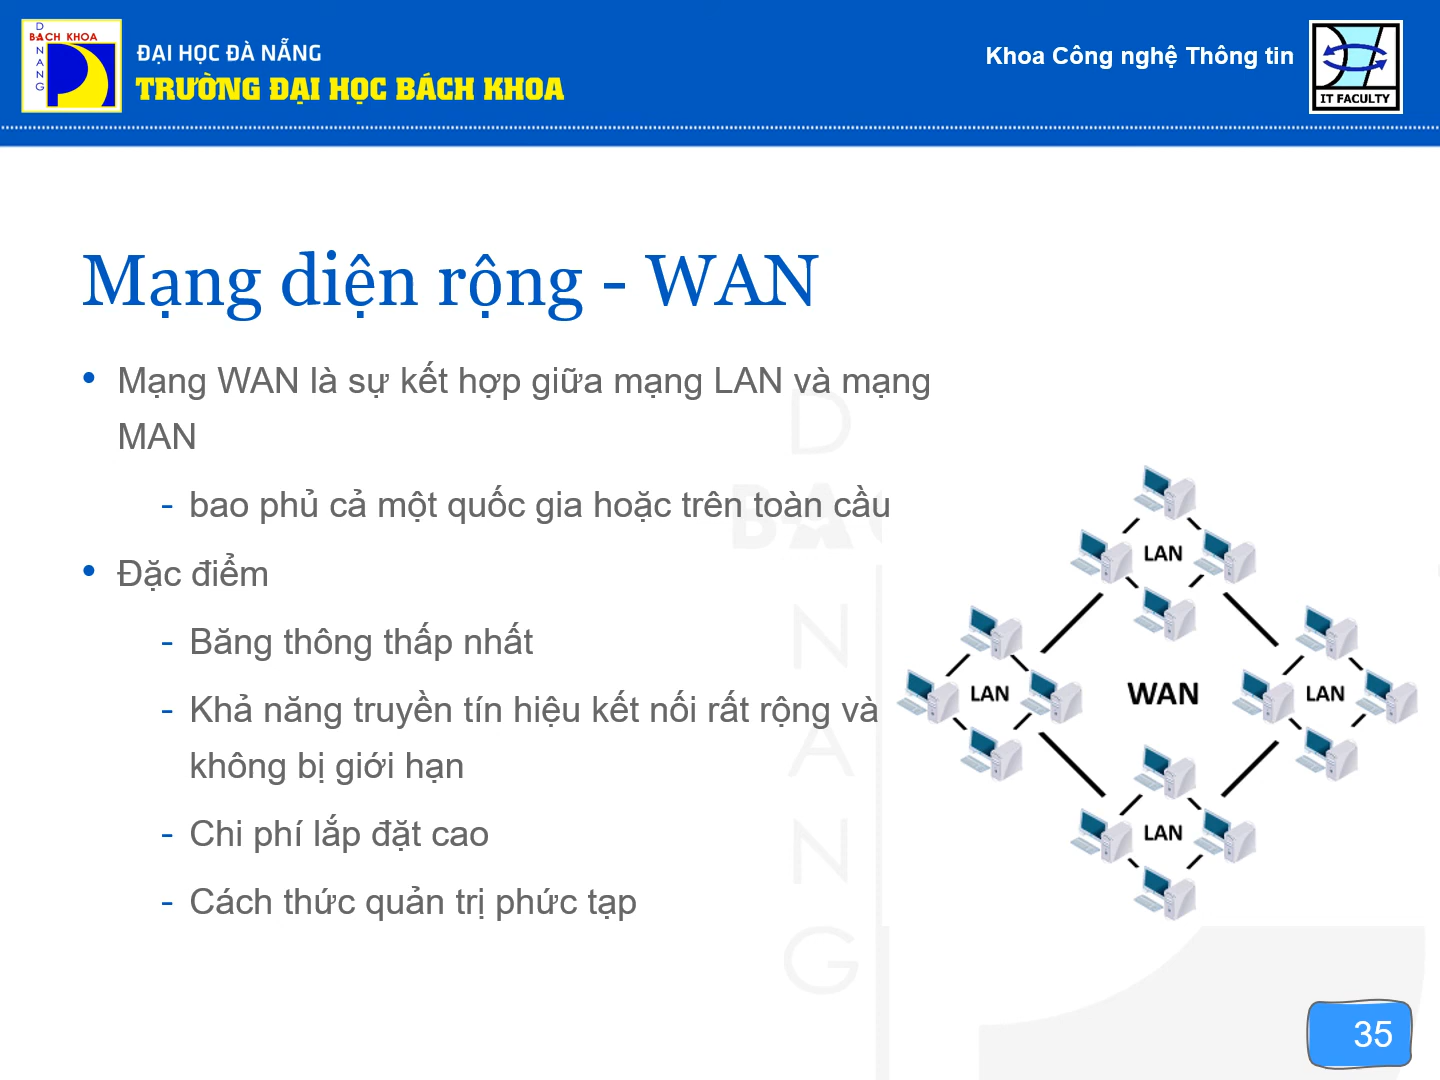 DANANG
BACH KHOA
ĐẠI HỌC ĐÀ NẴNG
TRƯỜNG ĐẠI HỌC BÁCH KHOA
Khoa Công nghệ Thông tin
IT FACULTY
Mạng diện rộng - WAN
• Mạng WAN là sự kết hợp giữa mạng LAN và mạng
MAN
- bao phủ cả một quốc gia hoặc trên toàn cầu
• Đặc điểm
- Băng thông thấp nhất
- Khả năng truyền tín hiệu kết nối rất rộng và
không bị giới hạn
- Chi phí lắp đặt cao
- Cách thức quản trị phức tạp
LAN
LAN
WAN
LAN
LAN
35